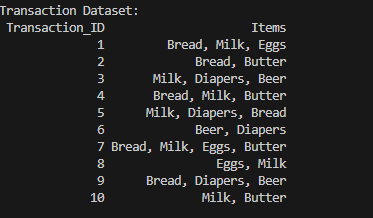 Transaction Dataset:
Transaction_ID Items
1 Bread, Milk, Eggs
2 Bread, Butter
3 Milk, Diapers, Beer
4 Bread, Milk, Butter
5 Milk, Diapers, Bread
6 Beer, Diapers
7 Bread, Milk, Eggs, Butter
8 Eggs, Milk
9 Bread, Diapers, Beer
10 Milk, Butter